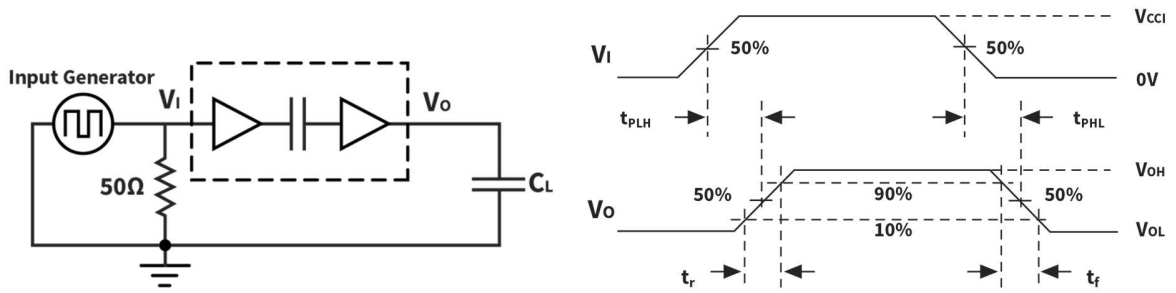 Input Generator
VI
VO
50Ω
CL
VCCI
VI
50%
50%
0V
tPLH
tPHL
VOH
50%
90%
50%
VO
10%
VOL
tr
tf